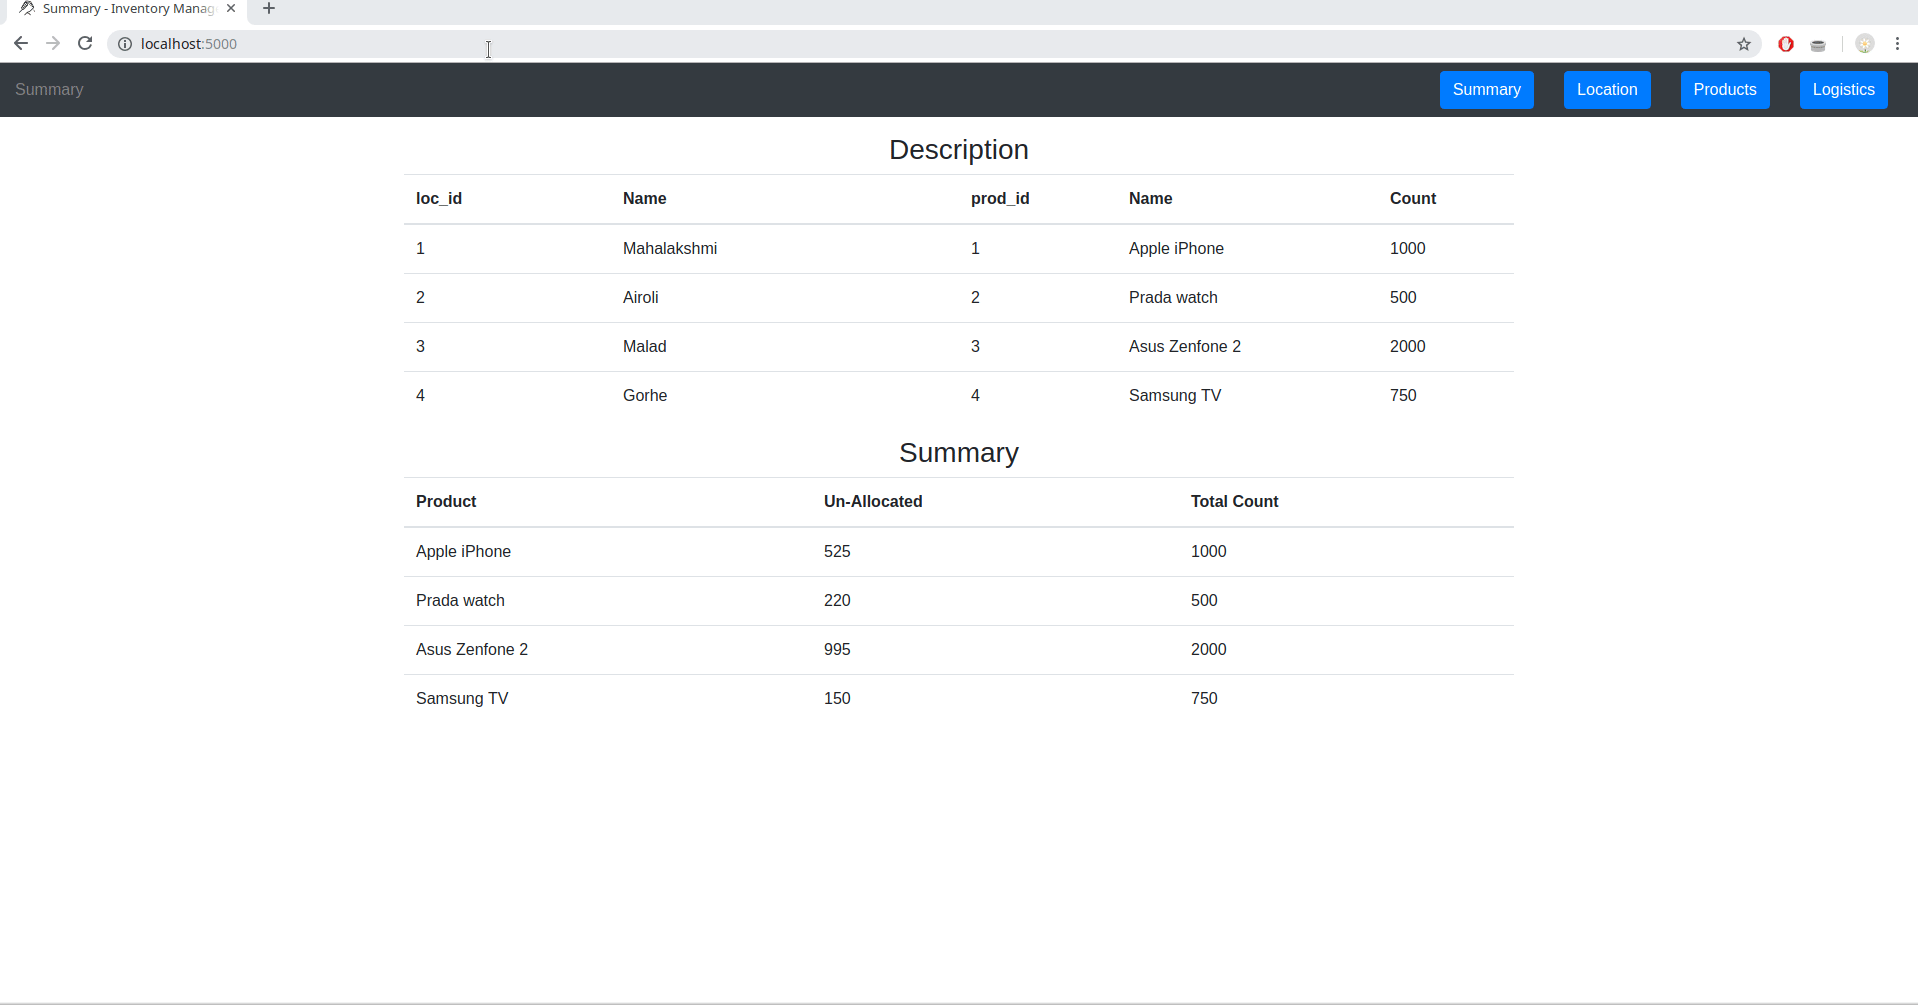 Summary - Inventory Manag
localhost:5000
Summary Summary Location Products Logistics
Description
loc_id Name prod_id Name Count
1 Mahalakshmi 1 Apple iPhone 1000
2 Airoli 2 Prada watch 500
3 Malad 3 Asus Zenfone 2 2000
4 Gorhe 4 Samsung TV 750
Summary
Product Un-Allocated Total Count
Apple iPhone 525 1000
Prada watch 220 500
Asus Zenfone 2 995 2000
Samsung TV 150 750